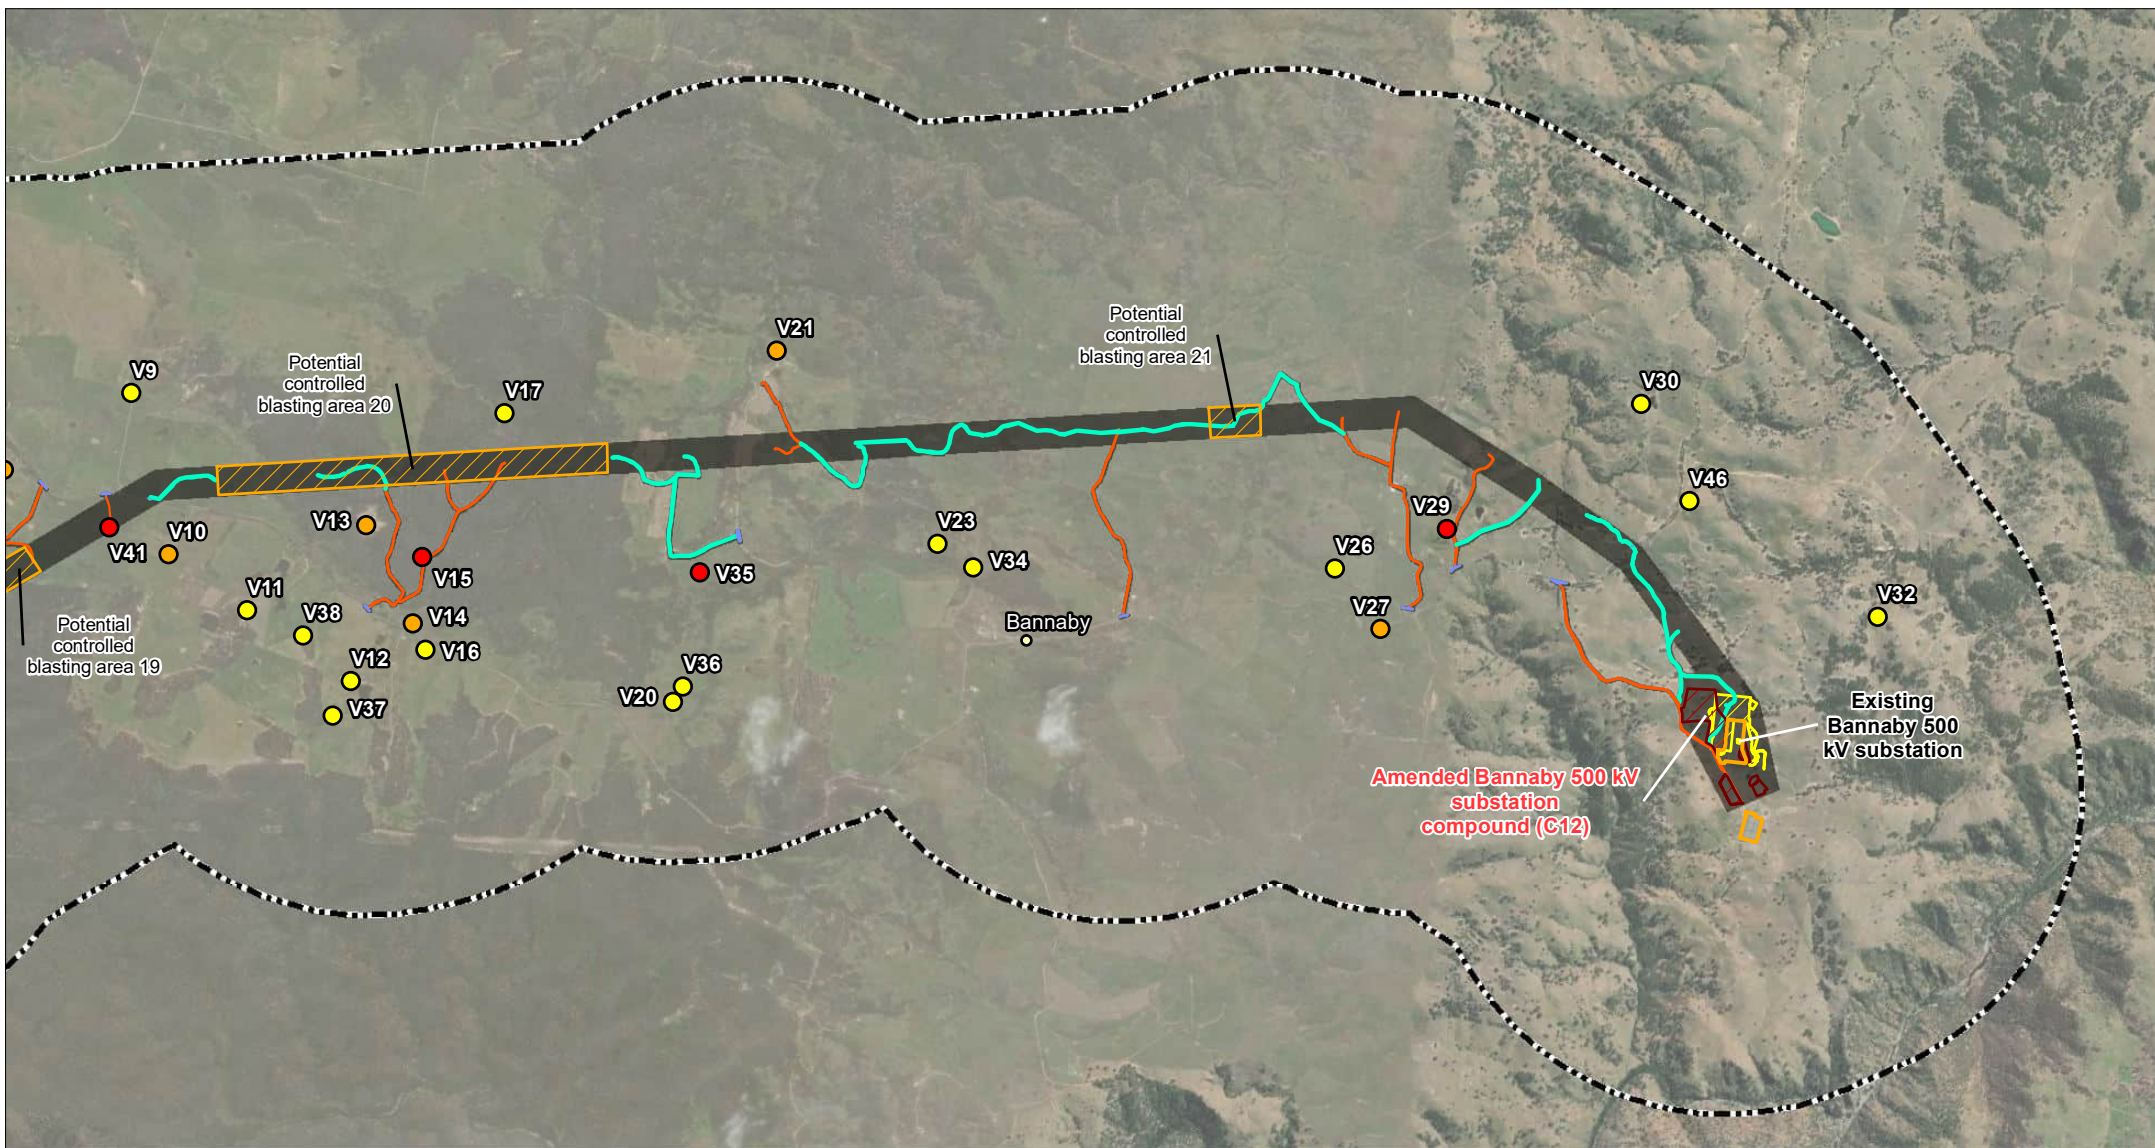 V21
Potential
controlled
blasting area 21
Potential
controlled
blasting area 20
V9
V17
V30
V46
V29
V13
V10
V41
V23
V34
V26
V15
V35
V11
V38
V14
V27
V32
Potential
controlled
blasting area 19
Bannaby
V16
V12
V36
V20
V37
Existing
Bannaby 500
kV substation
Amended Bannaby 500 kV
substation
compound (C12)